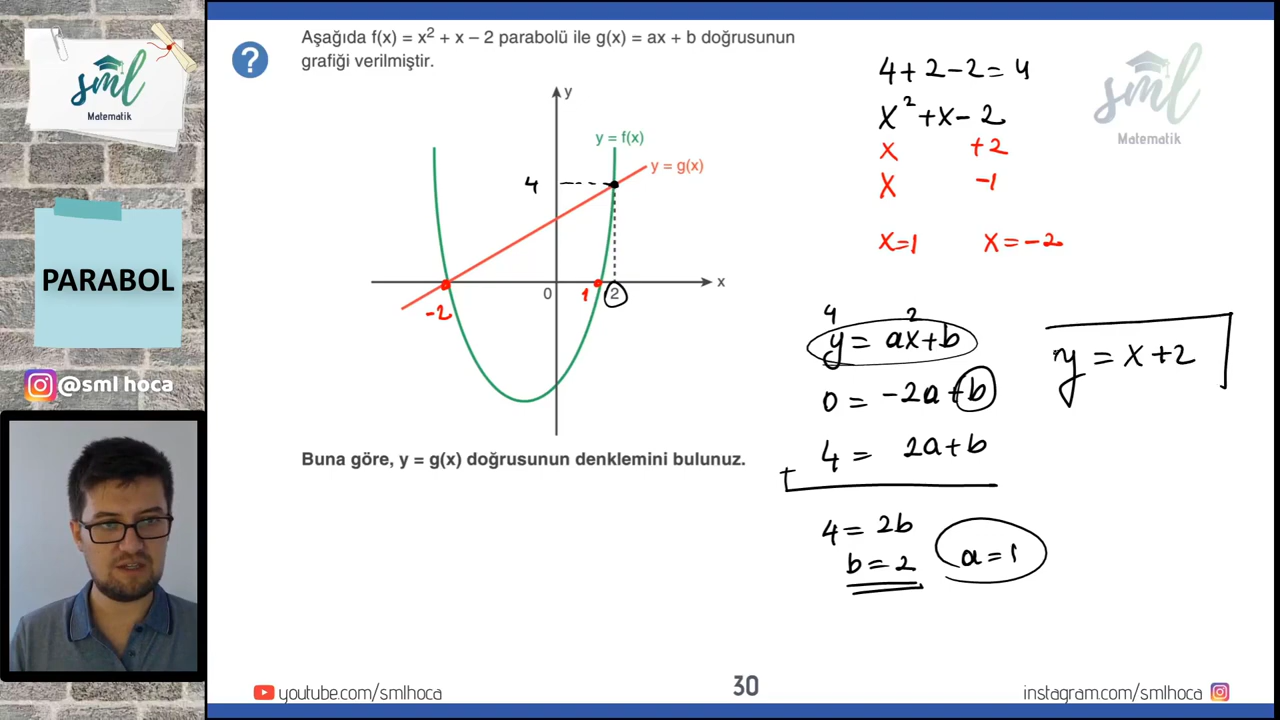 sml
Matematik
PARABOL
@sml hoca
?
Aşağıda f(x) = x² + x – 2 parabolü ile g(x) = ax + b doğrusunun
grafiği verilmiştir.
y
y = f(x)
y = g(x)
4
x
0
1
2
-2
Buna göre, y = g(x) doğrusunun denklemini bulunuz.
4+2-2=4
x²+x-2
x +2
x -1
x=1 x=-2
4 2
y = ax+b
0 = -2a+b
4 = 2a+b
+
4=2b
b=2 a=1
y = x+2
sml
Matematik
youtube.com/smlhoca
30
instagram.com/smlhoca